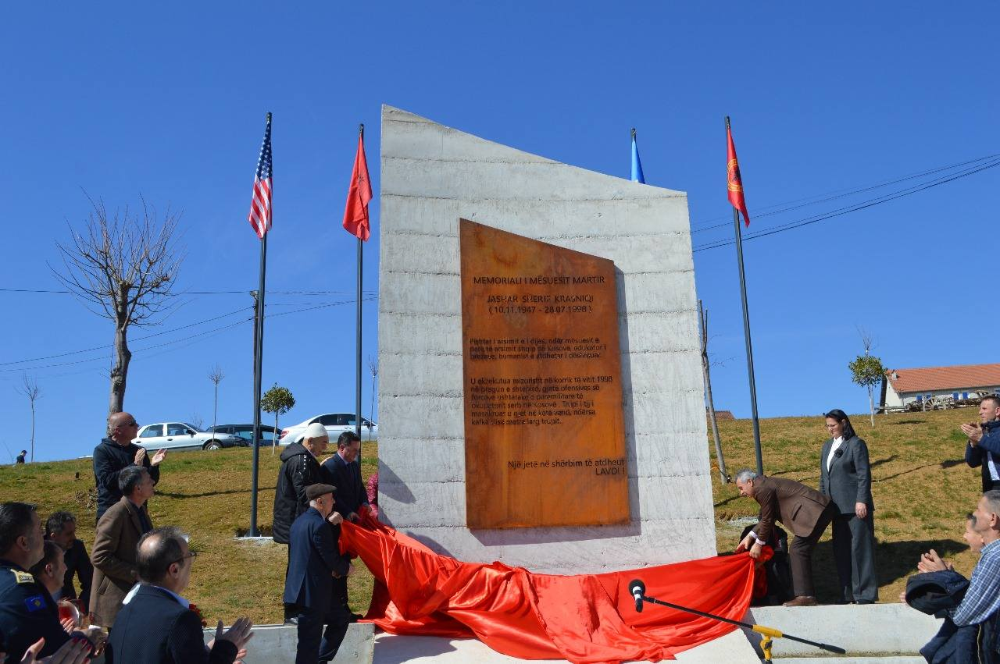 MEMORIALI I MËSUESIT MARTIR
JASHAR SHERIF KRASNIQI
( 10.11.1947 - 28.07.1998 )
Pishtar i arsimit e i dijes, ndër mësuesit e
parë të arsimit shqip në Kosovë, edukator i
brezave, humanist e atdhetar i dëshmuar.
U ekzekutua mizorisht në korrik të vitit 1998
në pragun e shtëpisë, gjatë ofensivës së
forcave ushtarake e paramilitare të
okupatorit serb në Kosovë. Trupi i tij i
masakruar u gjet në këtë vend, ndërsa
kafka disa metre larg trupit.
Një jetë në shërbim të atdheut
LAVDI !